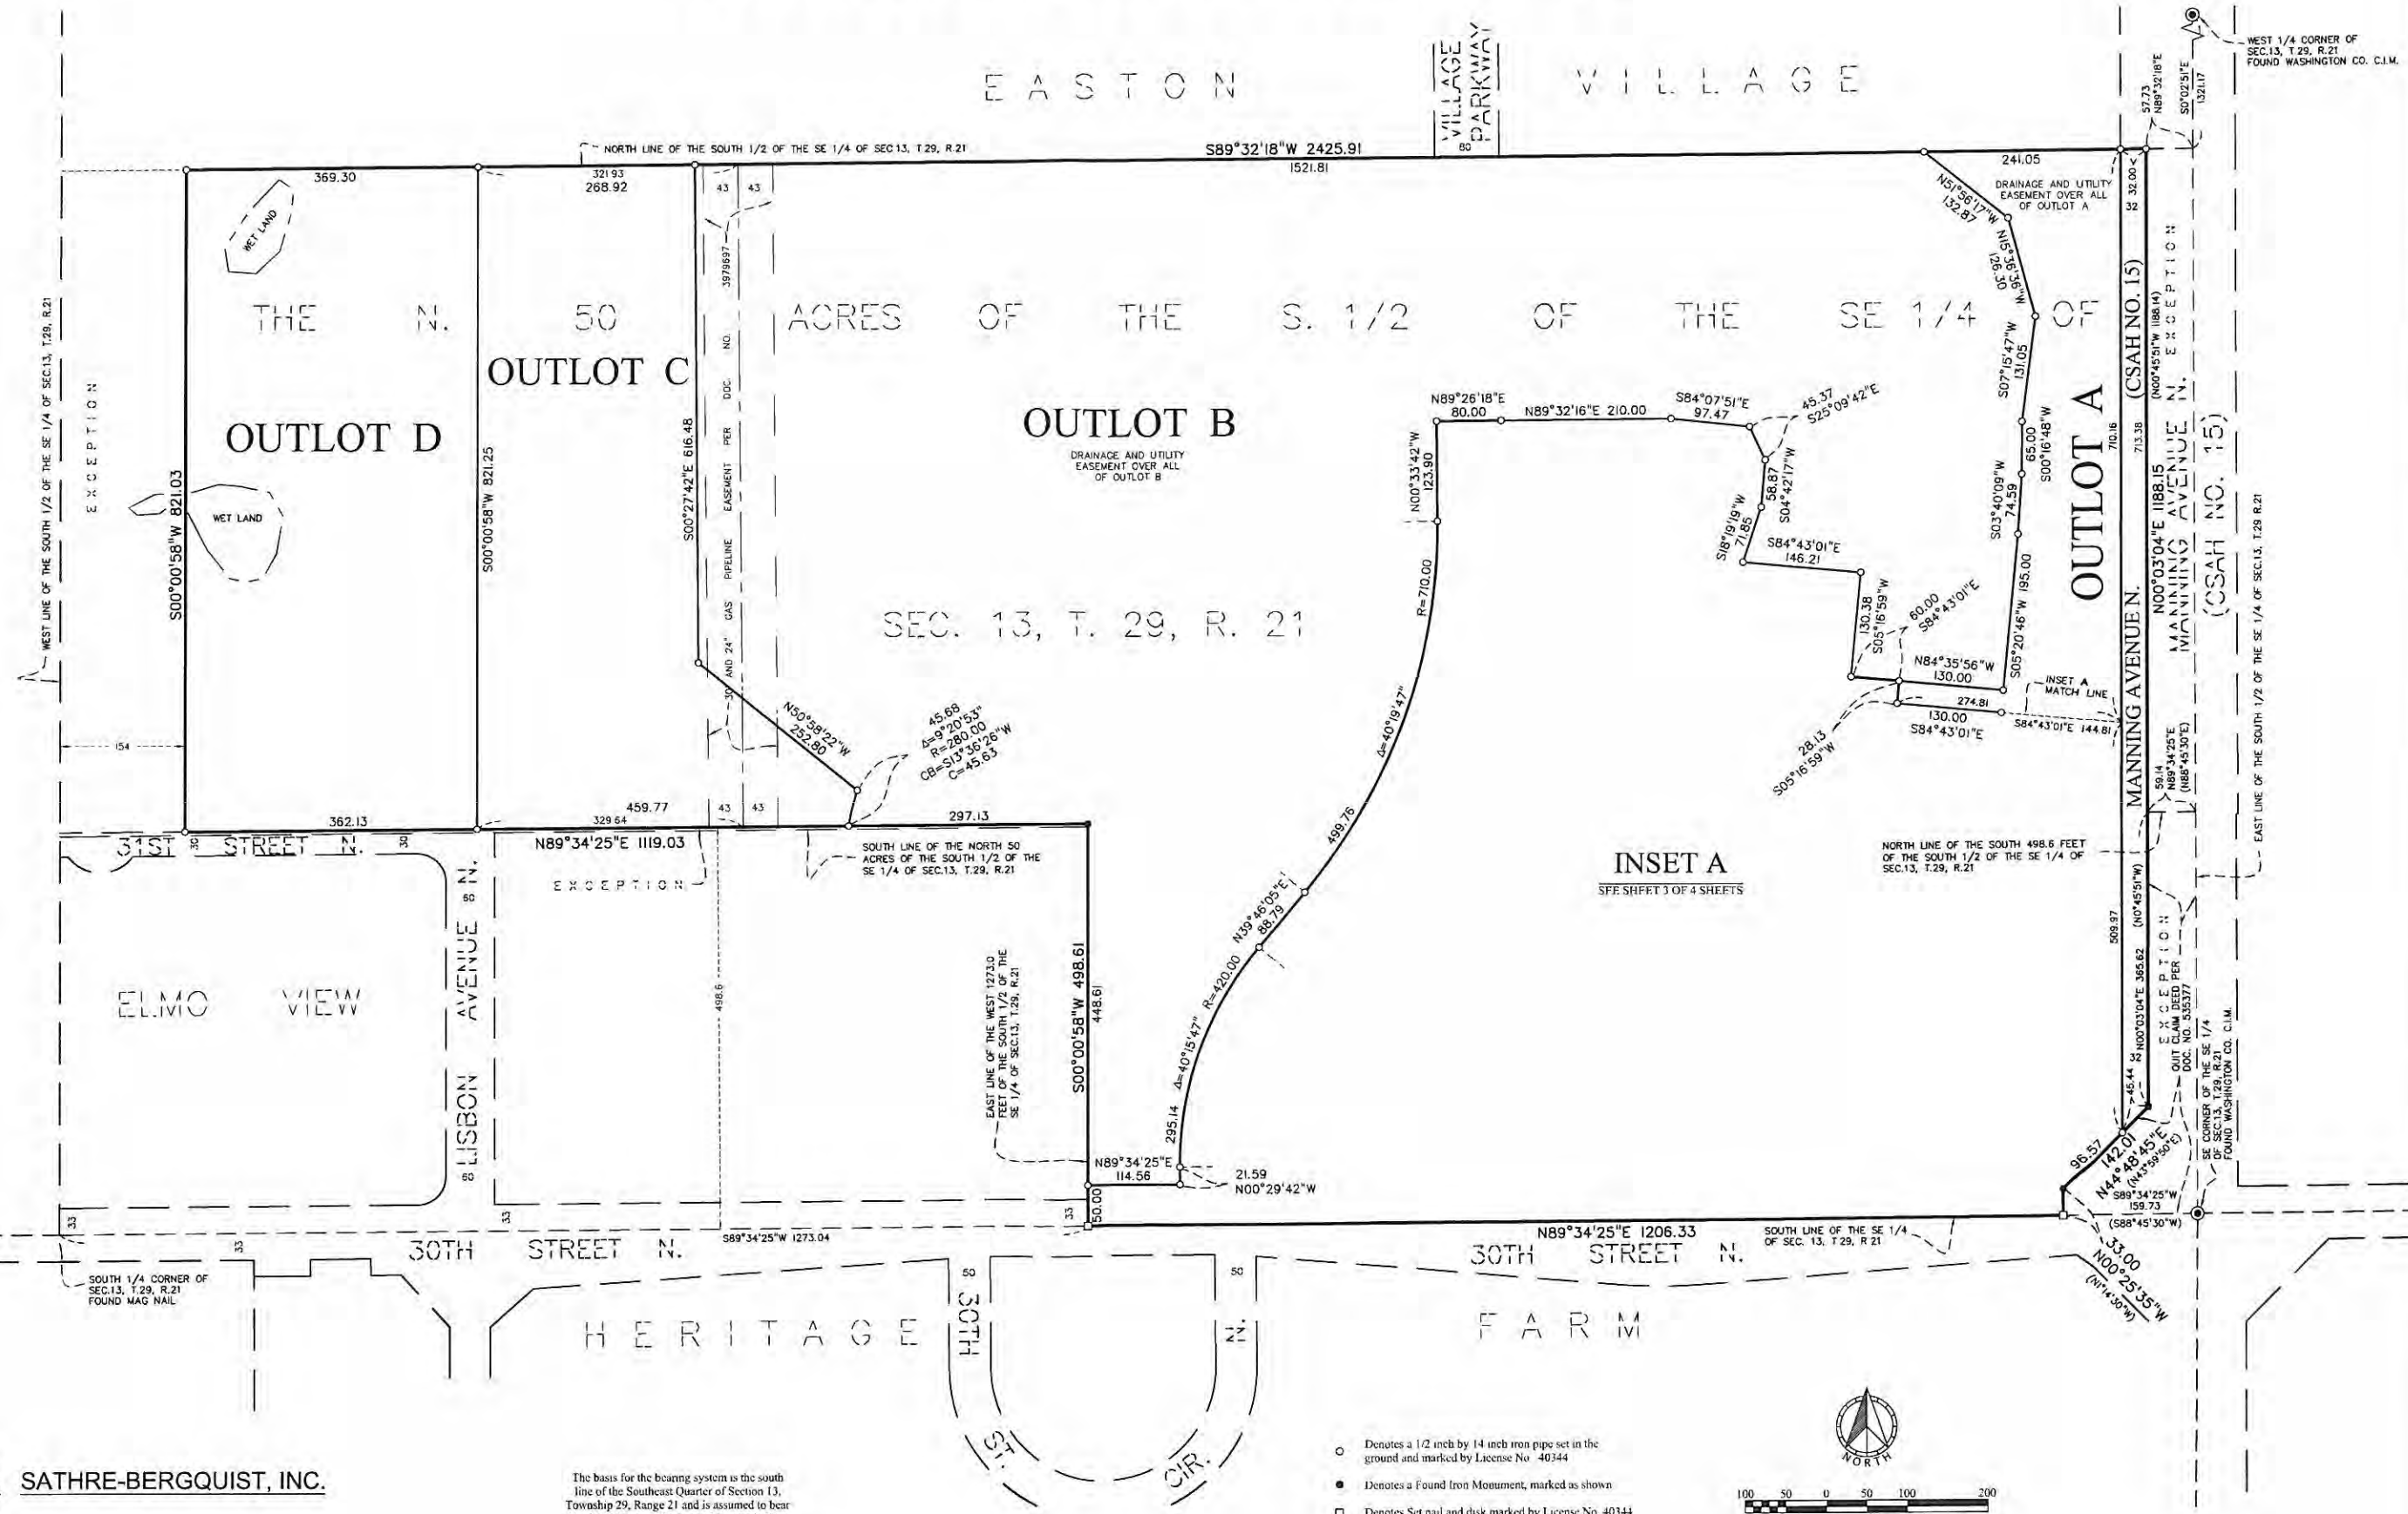 WEST 1/4 CORNER OF
SEC.13, T.29, R.21
FOUND WASHINGTON CO. C.I.M.
57.73
N89°32'18"E
S0°02'51"E
1321.17
EASTON
VILLAGE
PARKWAY
VILLAGE
NORTH LINE OF THE SOUTH 1/2 OF THE SE 1/4 OF SEC 13, T 29, R.21
S89°32'18"W 2425.91
1521.81
80
369.30
321 93
268.92
43
43
241.05
DRAINAGE AND UTILITY
EASEMENT OVER ALL
OF OUTLOT A
32.00
32
N51°56'17"W
132.87
N15°36'36"W
126.30
WET LAND
THE N. 50 ACRES OF THE S. 1/2 OF THE SE 1/4 OF
SEC. 13, T. 29, R. 21
WEST LINE OF THE SOUTH 1/2 OF THE SE 1/4 OF SEC.13, T.29, R.21
EXCEPTION
OUTLOT D
OUTLOT C
OUTLOT B
DRAINAGE AND UTILITY
EASEMENT OVER ALL
OF OUTLOT B
OUTLOT A
S00°00'58"W 821.03
WET LAND
S00°00'58"W 821.25
S00°27'42"E 616.48
30 AND 24" GAS PIPELINE EASEMENT PER DOC. NO. 3979697
N89°26'18"E
80.00
N89°32'16"E 210.00
S84°07'51"E
97.47
45.37
S25°09'42"E
N00°33'42"W
123.90
58.87
S04°42'17"W
S18°19'19"W
71.85
S84°43'01"E
146.21
130.38
S05°16'59"W
60.00
S84°43'01"E
N84°35'56"W
130.00
274.81
130.00
S84°43'01"E
S84°43'01"E 144.81
INSET A
MATCH LINE
28.13
S05°16'59"W
S07°15'47"W
131.05
65.00
S00°16'48"W
S03°40'09"W
74.59
S05°20'46"W 195.00
710.16
713.38
MANNING AVENUE N.
(CSAH NO. 15)
N00°03'04"E 1188.15
(N00°45'51"W 1188.14)
EXCEPTION
MANNING AVENUE N.
(CSAH NO. 15)
EAST LINE OF THE SOUTH 1/2 OF THE SE 1/4 OF SEC.13, T.29 R.21
59.14
N89°34'25"E
(N88°45'30"E)
154
N50°58'22"W
252.80
45.68
Δ=9°20'53"
R=280.00
CB=S13°36'26"W
C=45.63
R=710.00
Δ=40°19'47"
499.76
362.13
459.77
329 64
43
43
297.13
N89°34'25"E 1119.03
31ST STREET N.
30
30
EXCEPTION
SOUTH LINE OF THE NORTH 50
ACRES OF THE SOUTH 1/2 OF THE
SE 1/4 OF SEC.13, T.29, R.21
INSET A
SEE SHEET 3 OF 4 SHEETS
NORTH LINE OF THE SOUTH 498.6 FEET
OF THE SOUTH 1/2 OF THE SE 1/4 OF
SEC.13, T.29, R.21
N39°46'05"E
88.79
R=420.00
Δ=40°15'47"
295.14
ELMO VIEW
LISBON AVENUE N.
60
60
498.6
EAST LINE OF THE WEST 1273.0
FEET OF THE SOUTH 1/2 OF THE
SE 1/4 OF SEC.13, T.29, R.21
S00°00'58"W 498.61
448.61
509.97
N00°03'04"E 365.62
(N0°45'51"W)
32
EXCEPTION
QUIT CLAIM DEED PER
DOC. NO. 535377
SE CORNER OF THE SE 1/4
OF SEC.13, T.29, R.21
FOUND WASHINGTON CO. C.I.M.
45.44
96.57
142.01
N44°48'45"E
(N43°59'50"E)
S89°34'25"W
159.73
(S88°45'30"W)
N89°34'25"E
114.56
21.59
N00°29'42"W
50.00
33
33
33
33
S89°34'25"W 1273.04
N89°34'25"E 1206.33
SOUTH LINE OF THE SE 1/4
OF SEC. 13, T 29, R 21
30TH STREET N.
30TH STREET N.
33.00
N00°25'35"W
(N1°14'30"W)
SOUTH 1/4 CORNER OF
SEC.13, T.29, R.21
FOUND MAG NAIL
HERITAGE FARM
50
50
30TH
ST.
CIR.
N.
SATHRE-BERGQUIST, INC.
The basis for the bearing system is the south
line of the Southeast Quarter of Section 13,
Township 29, Range 21 and is assumed to bear
Denotes a 1/2 inch by 14 inch iron pipe set in the
ground and marked by License No 40344
Denotes a Found Iron Monument, marked as shown
Denotes Set nail and disk marked by License No. 40344
NORTH
100 50 0 50 100 200